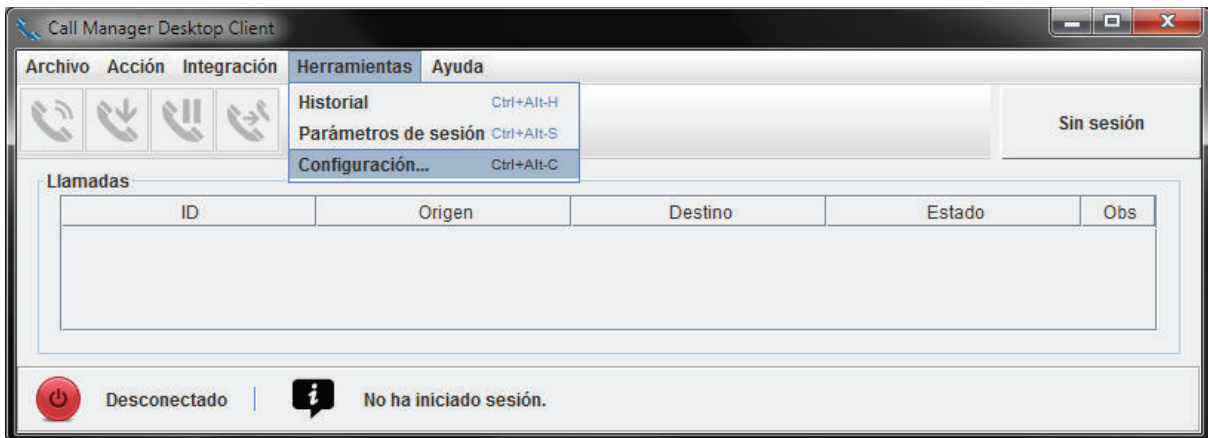 Call Manager Desktop Client
Archivo Acción Integración Herramientas Ayuda
Historial Ctrl+Alt-H
Parámetros de sesión Ctrl+Alt-S
Configuración... Ctrl+Alt-C
Sin sesión
Llamadas
ID Origen Destino Estado Obs
Desconectado No ha iniciado sesión.